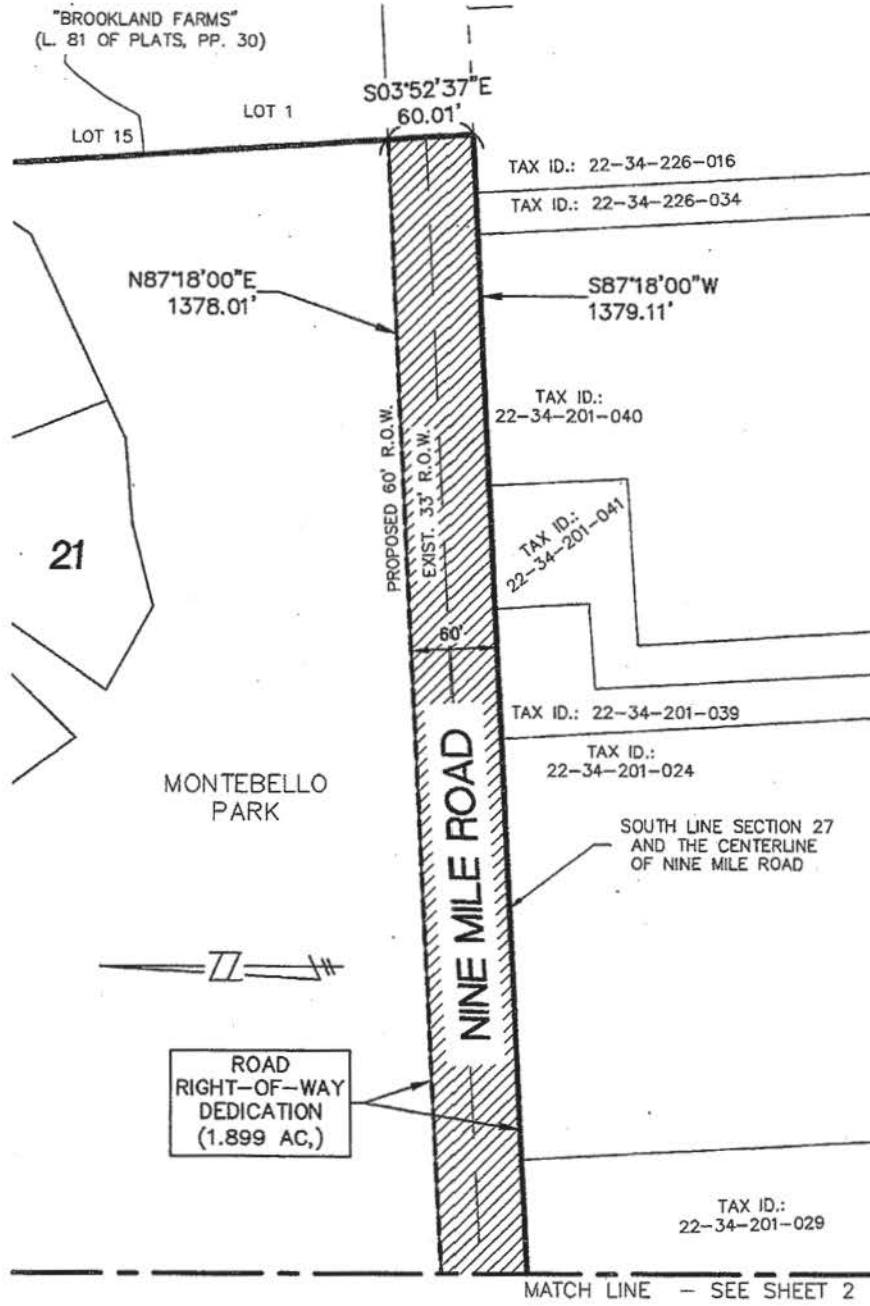 "BROOKLAND FARMS"
(L. 81 OF PLATS, PP. 30)
S03°52'37"E
60.01'
LOT 1
LOT 15
TAX ID.: 22-34-226-016
TAX ID.: 22-34-226-034
N87°18'00"E
1378.01'
S87°18'00"W
1379.11'
TAX ID.:
22-34-201-040
PROPOSED 60' R.O.W.
EXIST. 33' R.O.W.
TAX ID.:
22-34-201-041
21
60'
TAX ID.: 22-34-201-039
TAX ID.:
22-34-201-024
MONTEBELLO
PARK
NINE MILE ROAD
SOUTH LINE SECTION 27
AND THE CENTERLINE
OF NINE MILE ROAD
N
ROAD
RIGHT-OF-WAY
DEDICATION
(1.899 AC,)
TAX ID.:
22-34-201-029
MATCH LINE - SEE SHEET 2